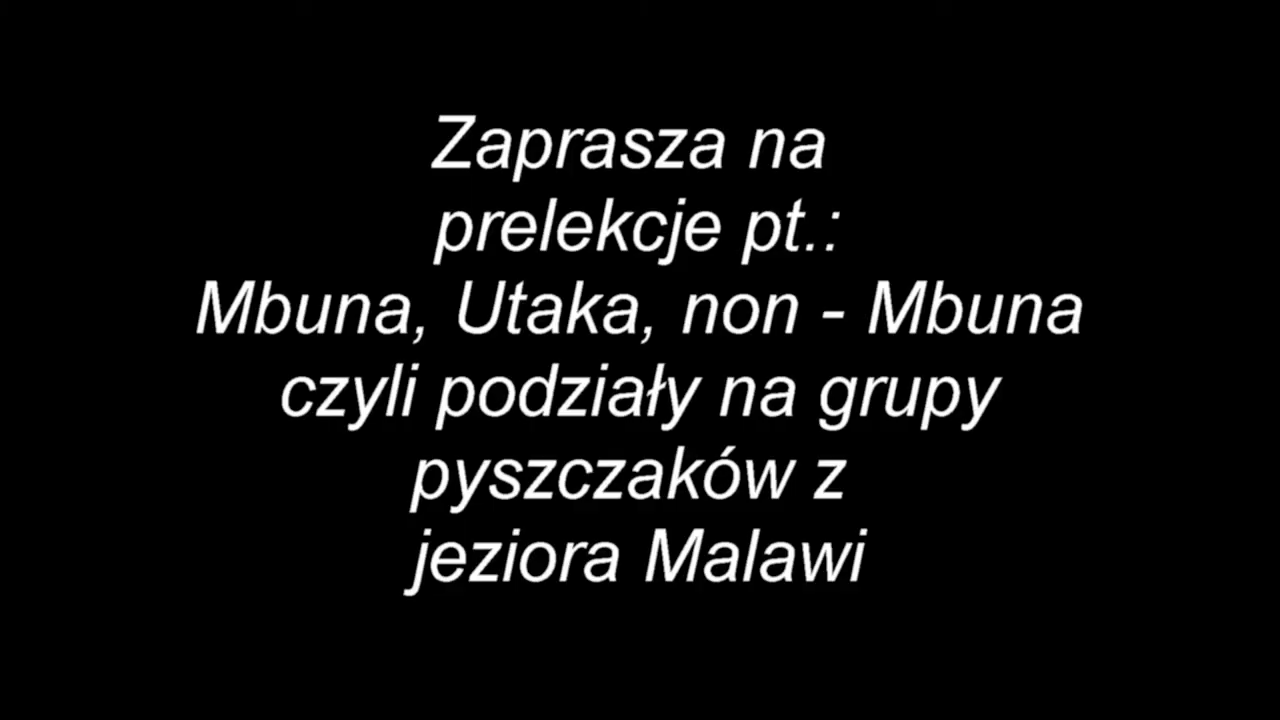 Zaprasza na
prelekcje pt.:
Mbuna, Utaka, non - Mbuna
czyli podziały na grupy
pyszczaków z
jeziora Malawi